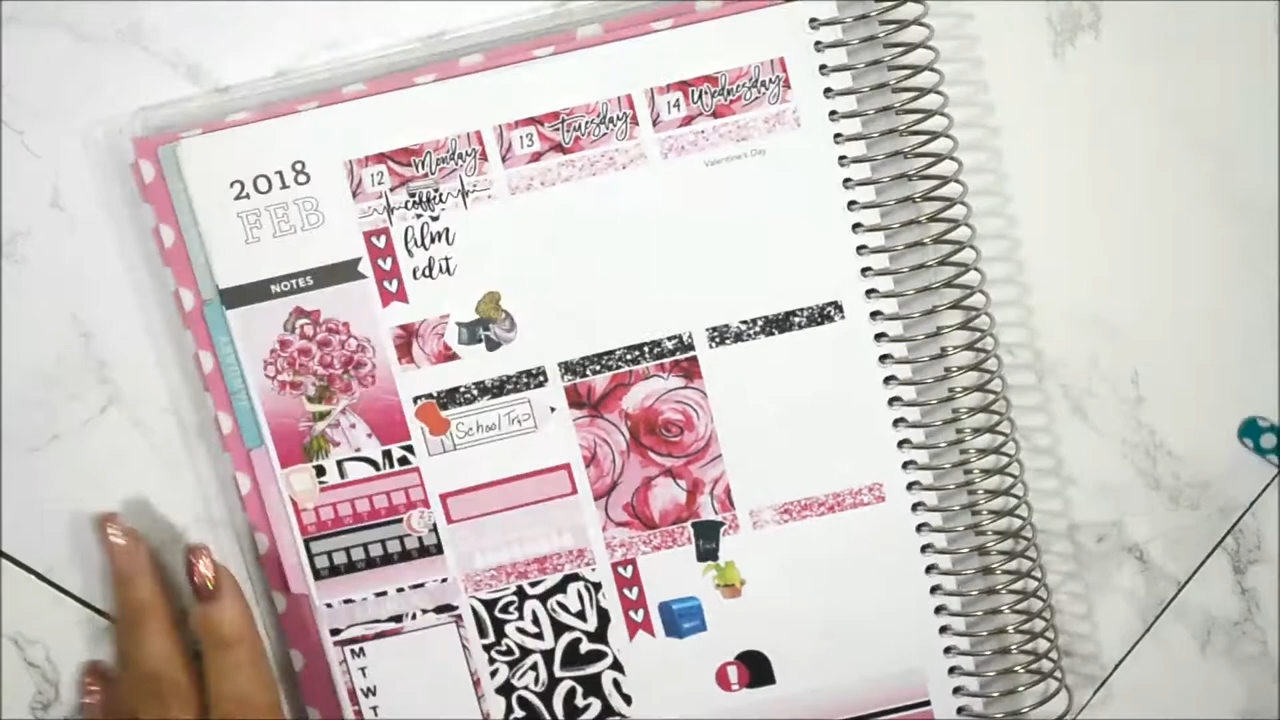 2018
FEB
NOTES
M T W T F S S
M T W T F S S
M
T
W
T
12 Monday
coffee
film
edit
School Trip
13 Tuesday
14 Wednesday
Valentine's Day